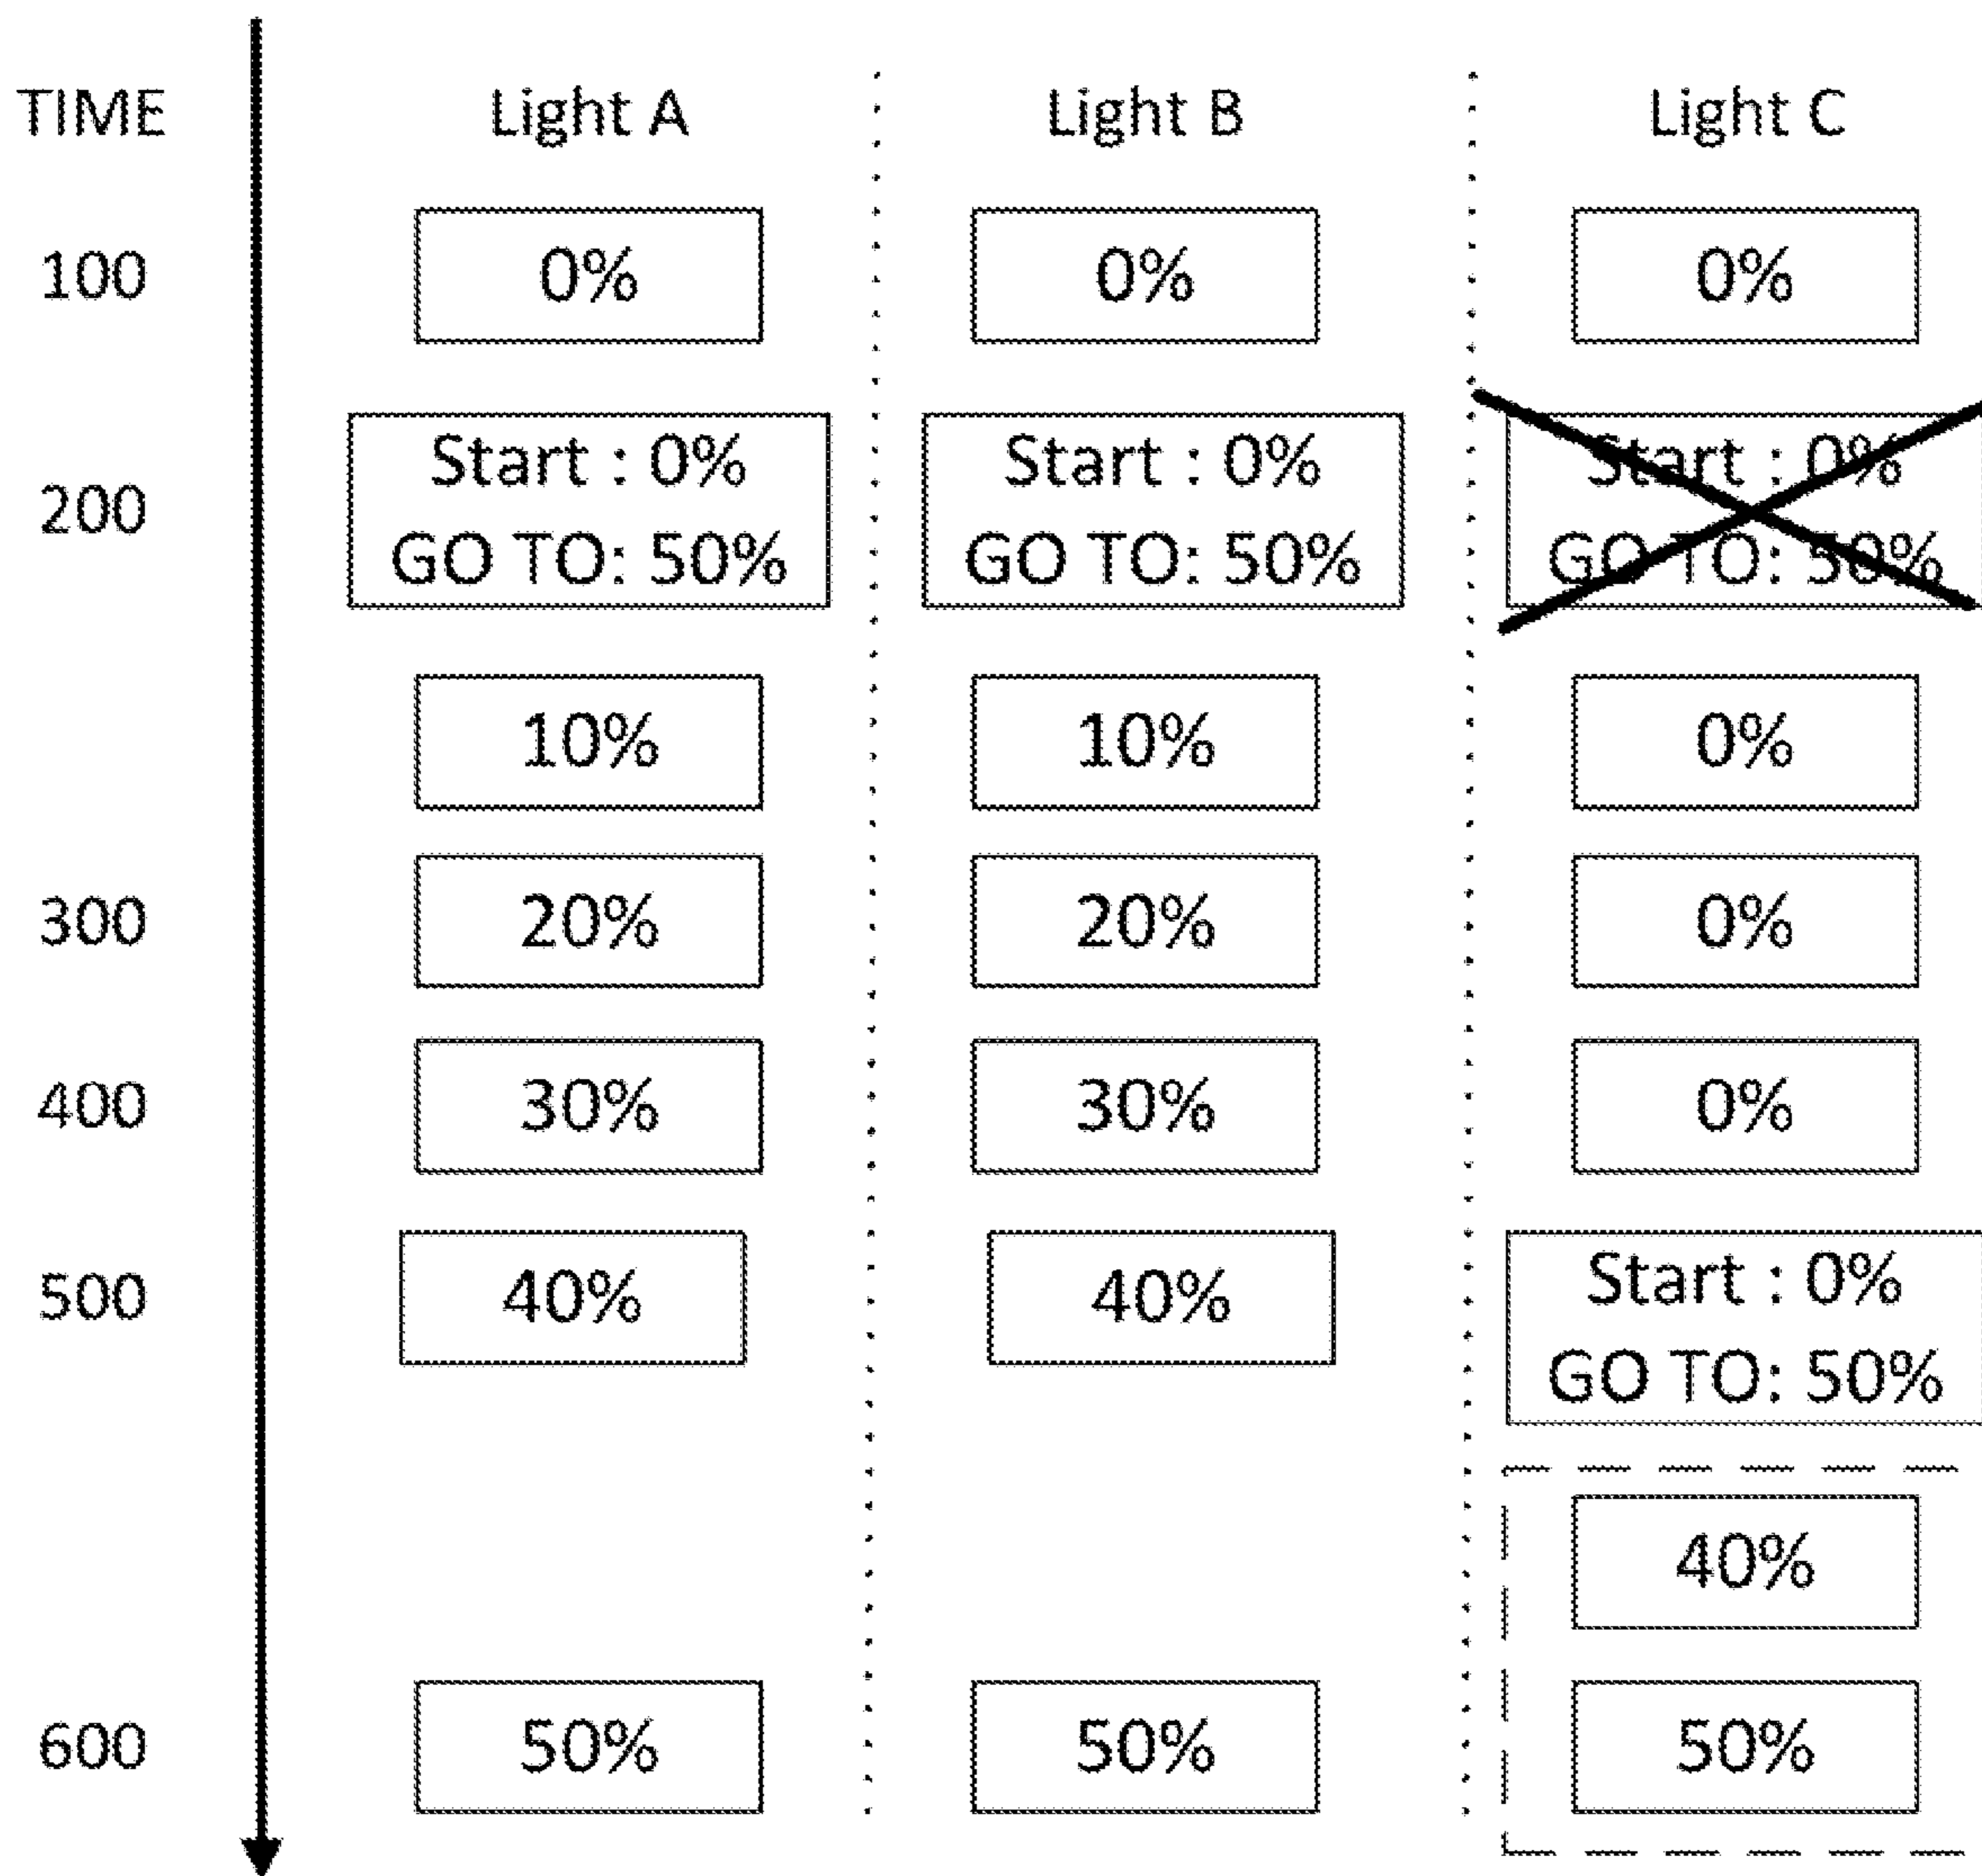 TIME Light A Light B Light C
100 0% 0% 0%
Start : 0% Start : 0% Start : 0%
200
GO TO: 50% GO TO: 50% GO TO: 50%
10% 10% 0%
300 20% 20% 0%
400 30% 30% 0%
500 40% 40% Start : 0%
GO TO: 50%
40%
600 50% 50% 50%